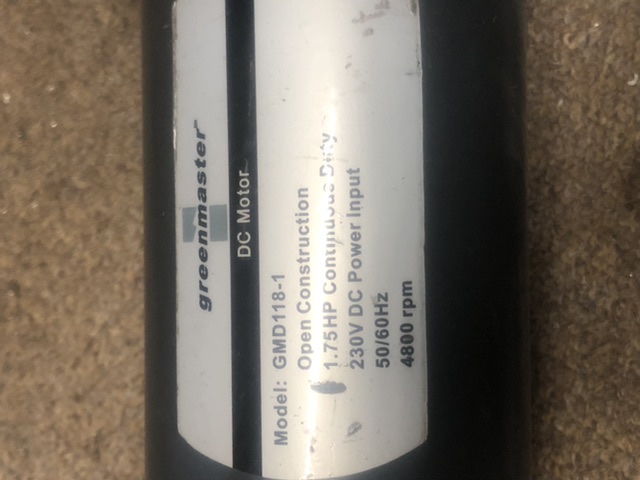 greenmaster
DC Motor
Model: GMD118-1
Open Construction
1.75HP Continuous Duty
230V DC Power Input
50/60Hz
4800 rpm